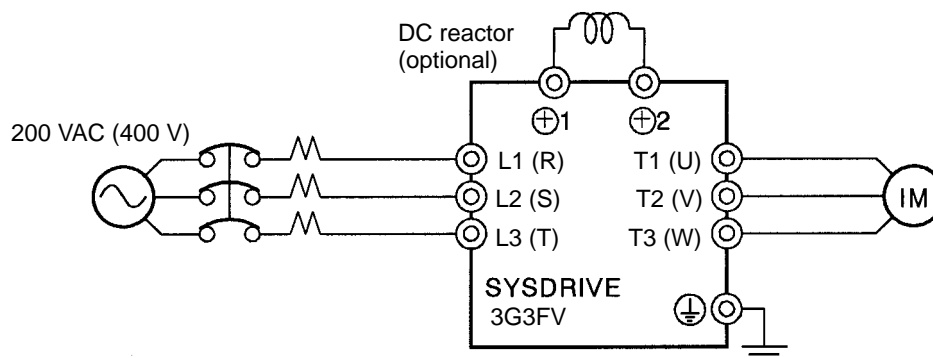 DC reactor
(optional)
200 VAC (400 V)
⊕1 ⊕2
L1 (R) T1 (U)
L2 (S) T2 (V)
L3 (T) T3 (W)
IM
SYSDRIVE
3G3FV